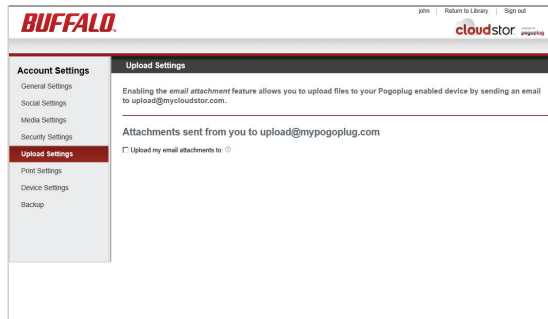 john | Return to Library | Sign out
BUFFALO
cloudstor.
pogoplug
Account Settings
General Settings
Social Settings
Media Settings
Security Settings
Upload Settings
Print Settings
Device Settings
Backup
Upload Settings
Enabling the email attachment feature allows you to upload files to your Pogoplug enabled device by sending an email
to upload@mycloudstor.com.
Attachments sent from you to upload@mypogoplug.com
Upload my email attachments to: